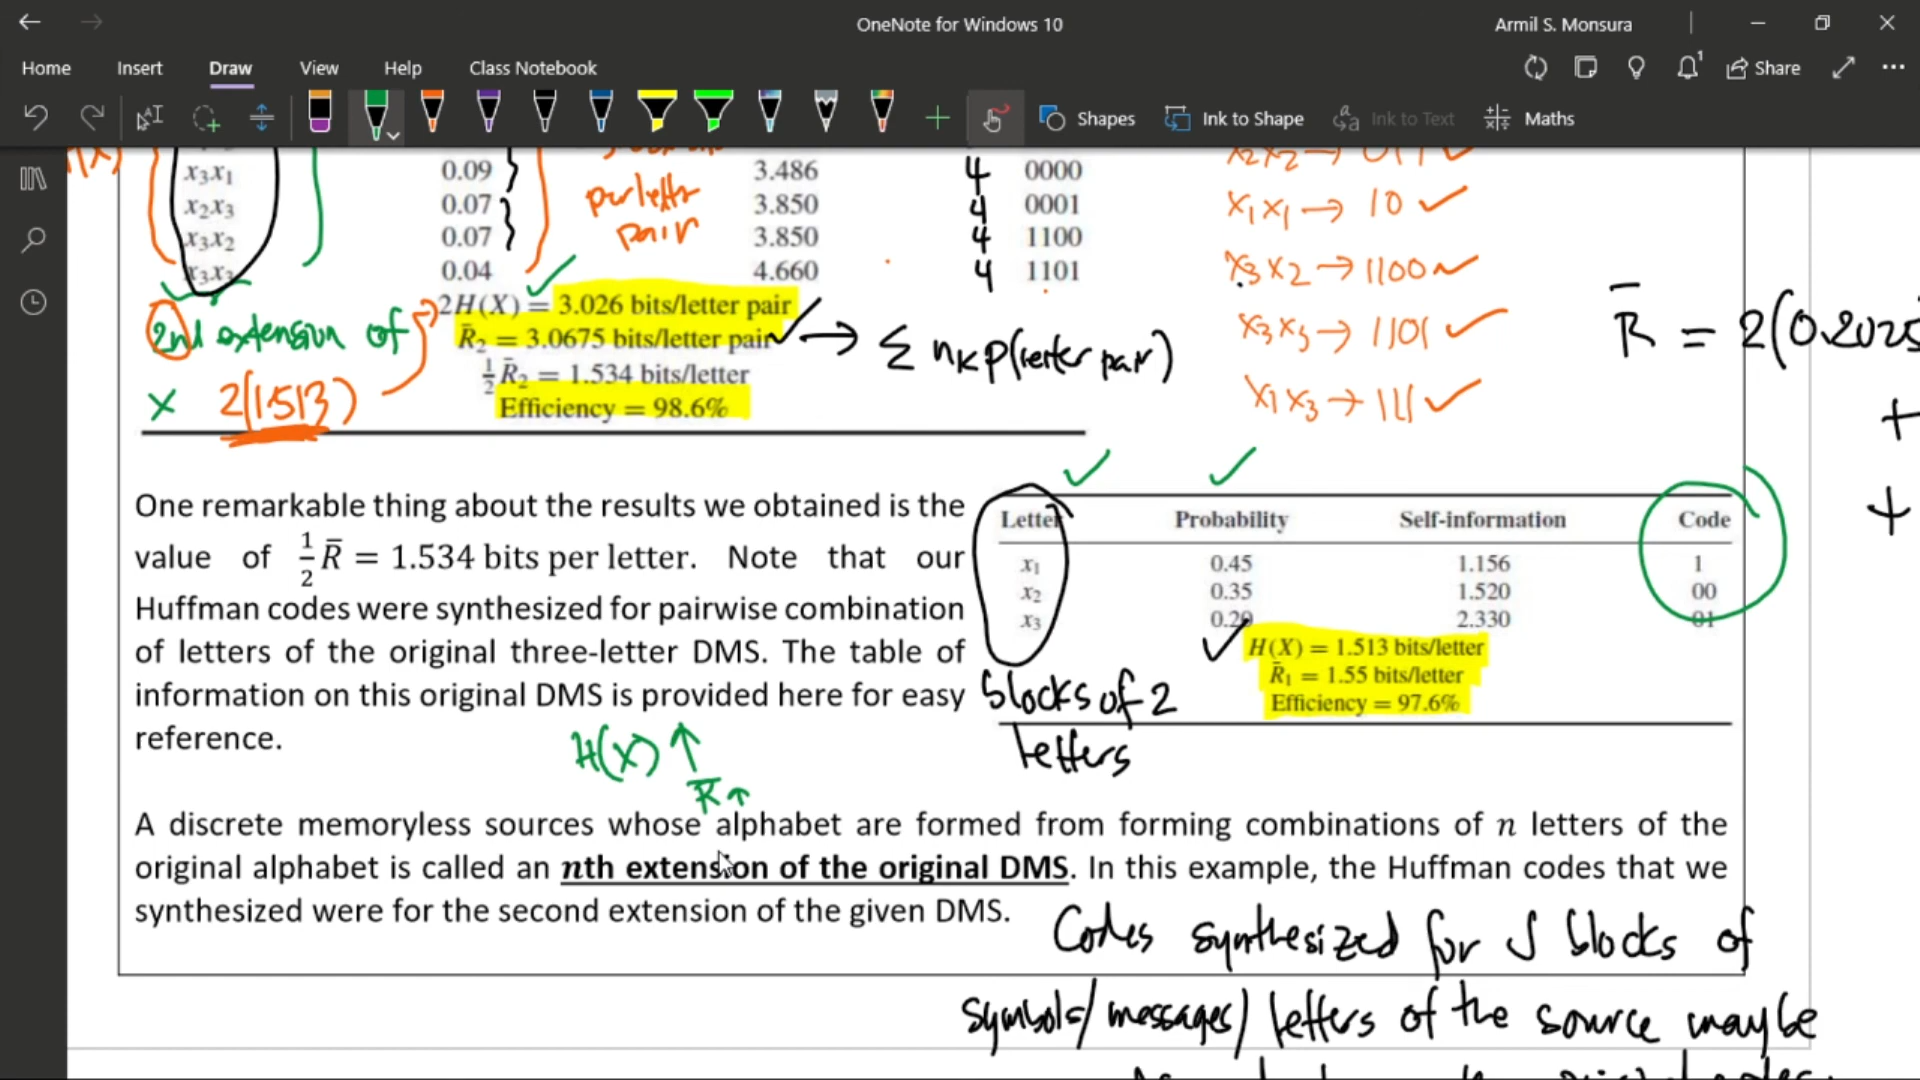 OneNote for Windows 10
Armil S. Monsura
Home Insert Draw View Help Class Notebook
Share
Shapes Ink to Shape Ink to Text Maths
x3x1 0.09 3.486 4 0000
x2x3 0.07 3.850 4 0001
x3x2 0.07 3.850 4 1100
x3x3 0.04 4.660 4 1101
per letter
pair
2H(X) = 3.026 bits/letter pair
R̄2 = 3.0675 bits/letter pair
½R̄2 = 1.534 bits/letter
Efficiency = 98.6%
2nd extension of
X 2(1.513)
→ Σ nk p(letter pair)
x2x2 → 011
x1x1 → 10
x3x2 → 1100
x3x3 → 1101
x1x3 → 111
R̄ = 2(0.2025
+
+
One remarkable thing about the results we obtained is the
value of ½ R̄ = 1.534 bits per letter. Note that our
Huffman codes were synthesized for pairwise combination
of letters of the original three-letter DMS. The table of
information on this original DMS is provided here for easy
reference.
H(X) ↑
R̄ ↑
Letter Probability Self-information Code
x1 0.45 1.156 1
x2 0.35 1.520 00
x3 0.20 2.330 01
H(X) = 1.513 bits/letter
R̄1 = 1.55 bits/letter
Efficiency = 97.6%
blocks of 2
letters
A discrete memoryless sources whose alphabet are formed from forming combinations of n letters of the
original alphabet is called an nth extension of the original DMS. In this example, the Huffman codes that we
synthesized were for the second extension of the given DMS.
Codes synthesized for J blocks of
symbols/messages/letters of the source may be